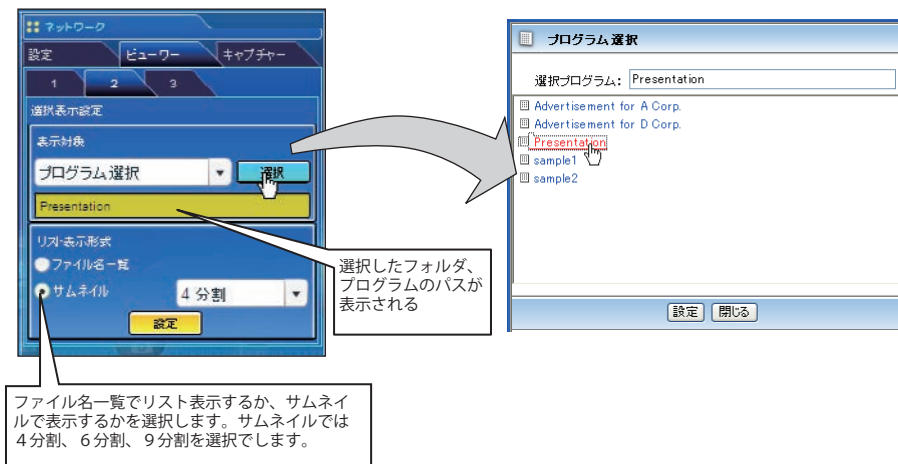 ネットワーク
設定 ビューワー キャプチャー
1 2 3
選択表示設定
表示対象
プログラム選択 選択
Presentation
リスト表示形式
ファイル名一覧
サムネイル 4分割
設定
選択したフォルダ、
プログラムのパスが
表示される
ファイル名一覧でリスト表示するか、サムネイ
ルで表示するかを選択します。サムネイルでは
４分割、６分割、９分割を選択でします。
プログラム選択
選択プログラム: Presentation
Advertisement for A Corp.
Advertisement for D Corp.
Presentation
sample1
sample2
設定 閉じる